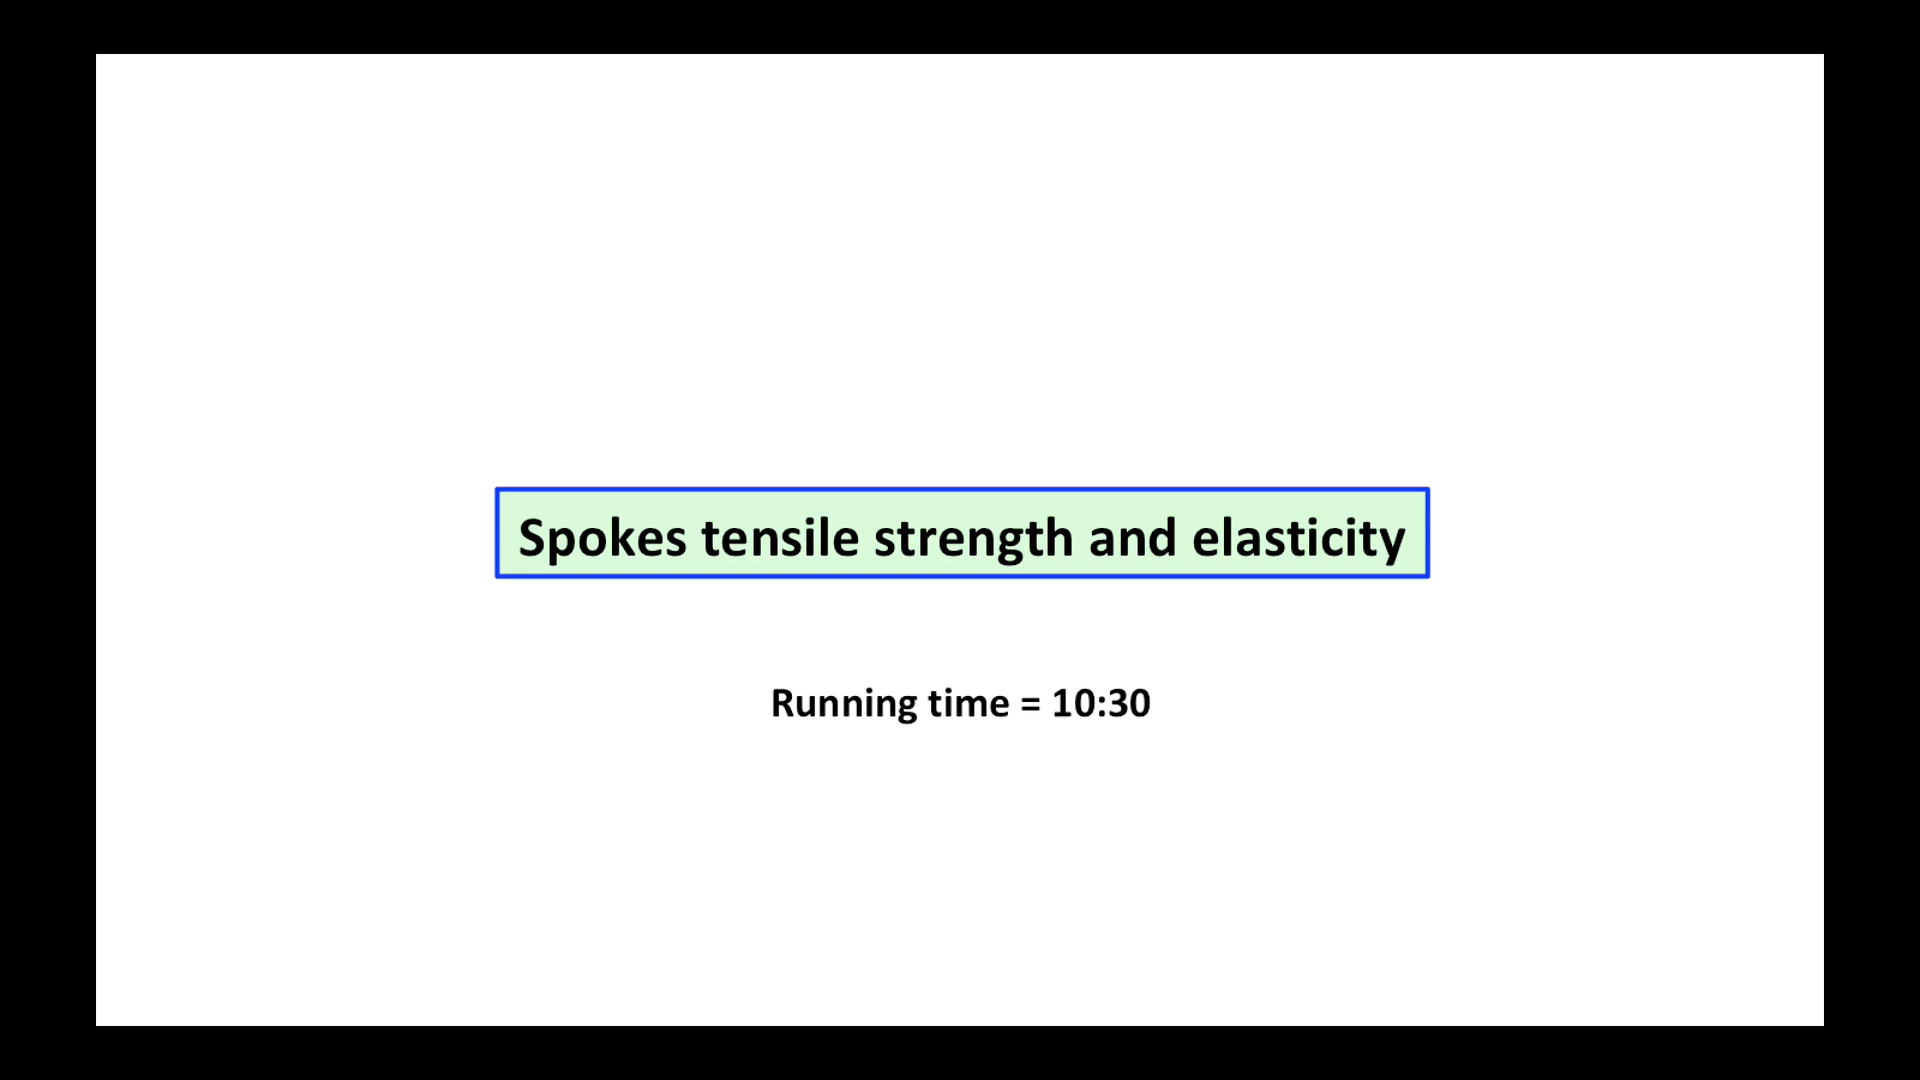 Spokes tensile strength and elasticity
Running time = 10:30